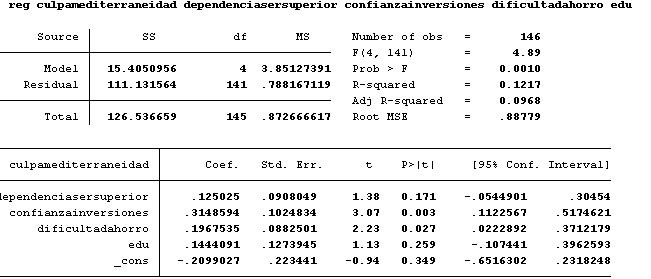 reg culpamediterraneidad dependenciasersuperior confianzainversiones dificultadahorro edu
Source SS df MS Number of obs = 146
F(4, 141) = 4.89
Model 15.4050956 4 3.85127391 Prob > F = 0.0010
Residual 111.131564 141 .788167119 R-squared = 0.1217
Adj R-squared = 0.0968
Total 126.536659 145 .872666617 Root MSE = .88779
culpamediterraneidad Coef. Std. Err. t P>|t| [95% Conf. Interval]
dependenciasersuperior .125025 .0908049 1.38 0.171 -.0544901 .30454
confianzainversiones .3148594 .1024834 3.07 0.003 .1122567 .5174621
dificultadahorro .1967535 .0882501 2.23 0.027 .0222892 .3712179
edu .1444091 .1273945 1.13 0.259 -.107441 .3962593
_cons -.2099027 .223441 -0.94 0.349 -.6516302 .2318248